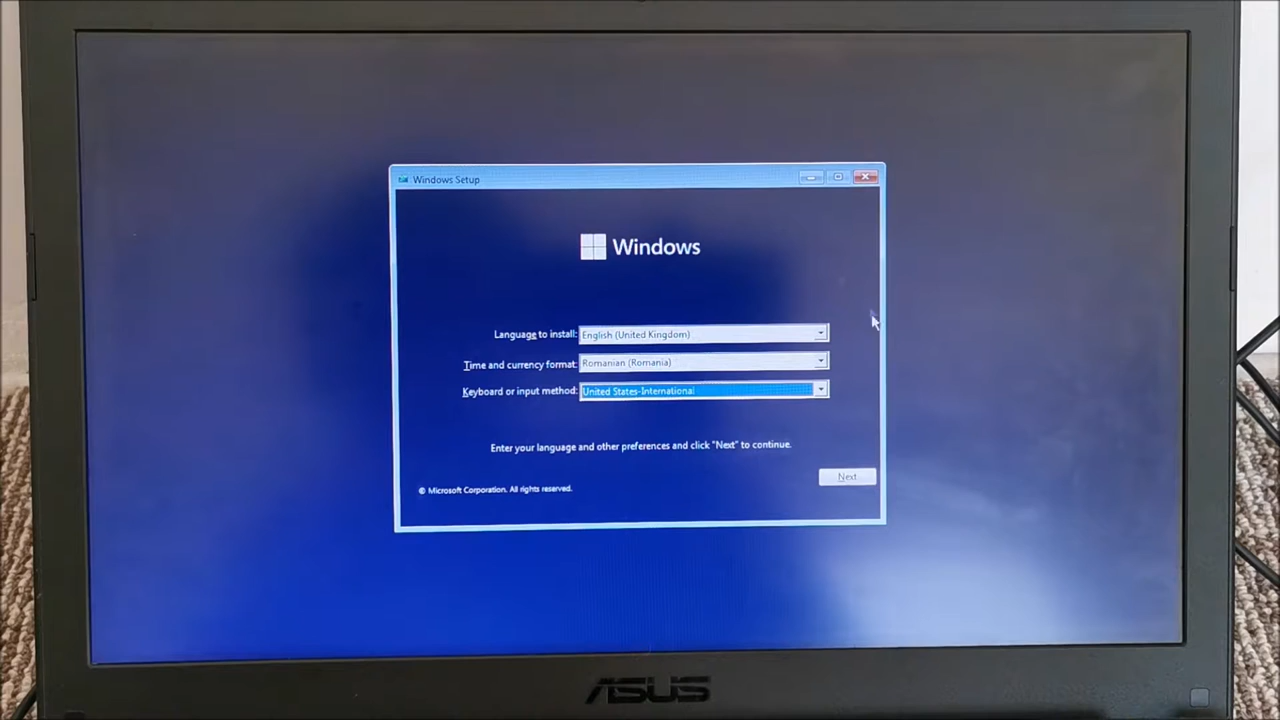 Windows Setup
Windows
Language to install: English (United Kingdom)
Time and currency format: Romanian (Romania)
Keyboard or input method: United States-International
Enter your language and other preferences and click "Next" to continue.
Next
© Microsoft Corporation. All rights reserved.
ASUS